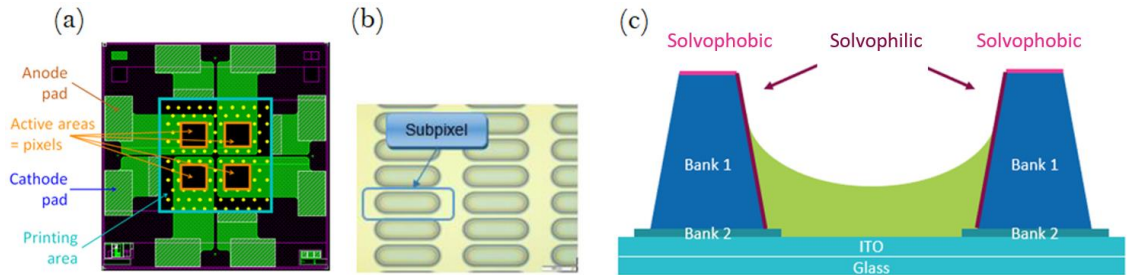 (a)
Anode
pad
Active areas
= pixels
Cathode
pad
Printing
area
(b)
Subpixel
(c)
Solvophobic
Solvophilic
Solvophobic
Bank 1
Bank 1
Bank 2
Bank 2
ITO
Glass